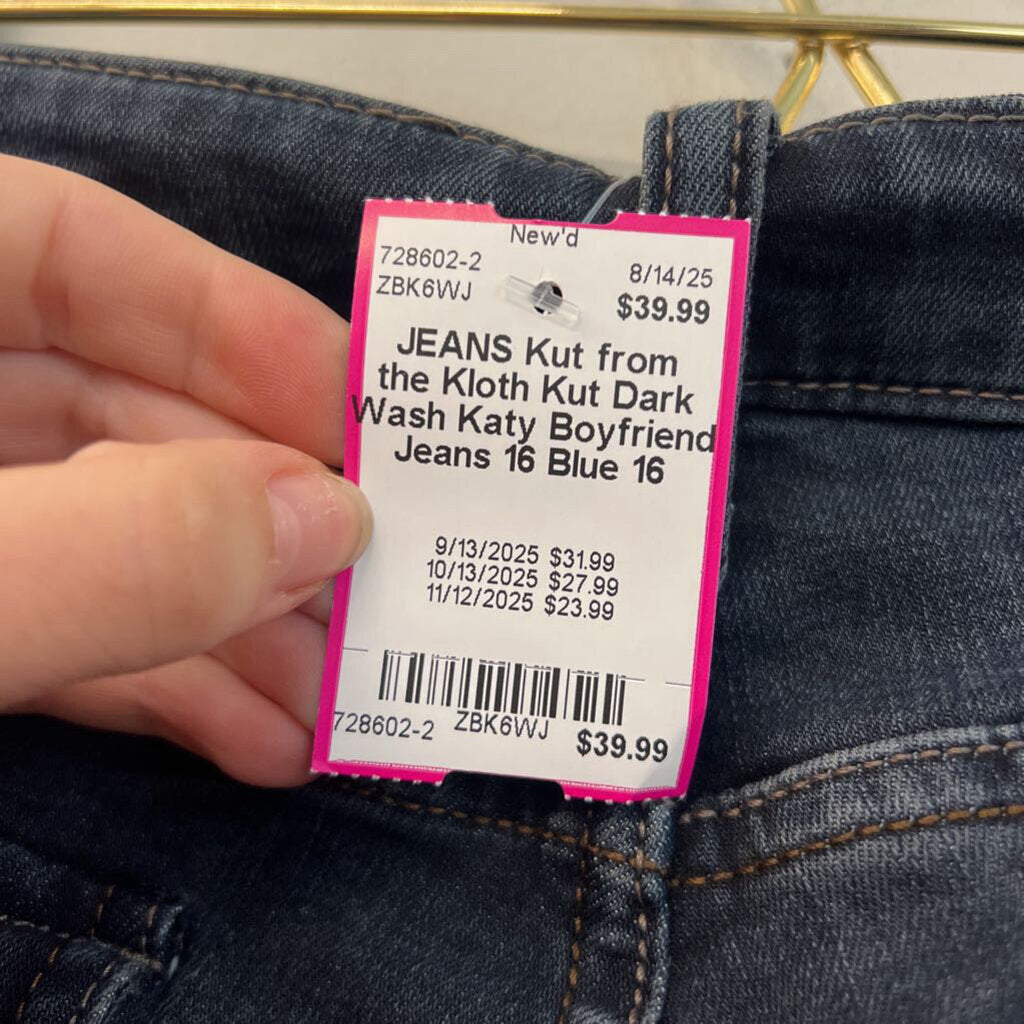 New'd
728602-2 8/14/25
ZBK6WJ $39.99
JEANS Kut from
the Kloth Kut Dark
Wash Katy Boyfriend
Jeans 16 Blue 16
9/13/2025 $31.99
10/13/2025 $27.99
11/12/2025 $23.99
728602-2 ZBK6WJ $39.99